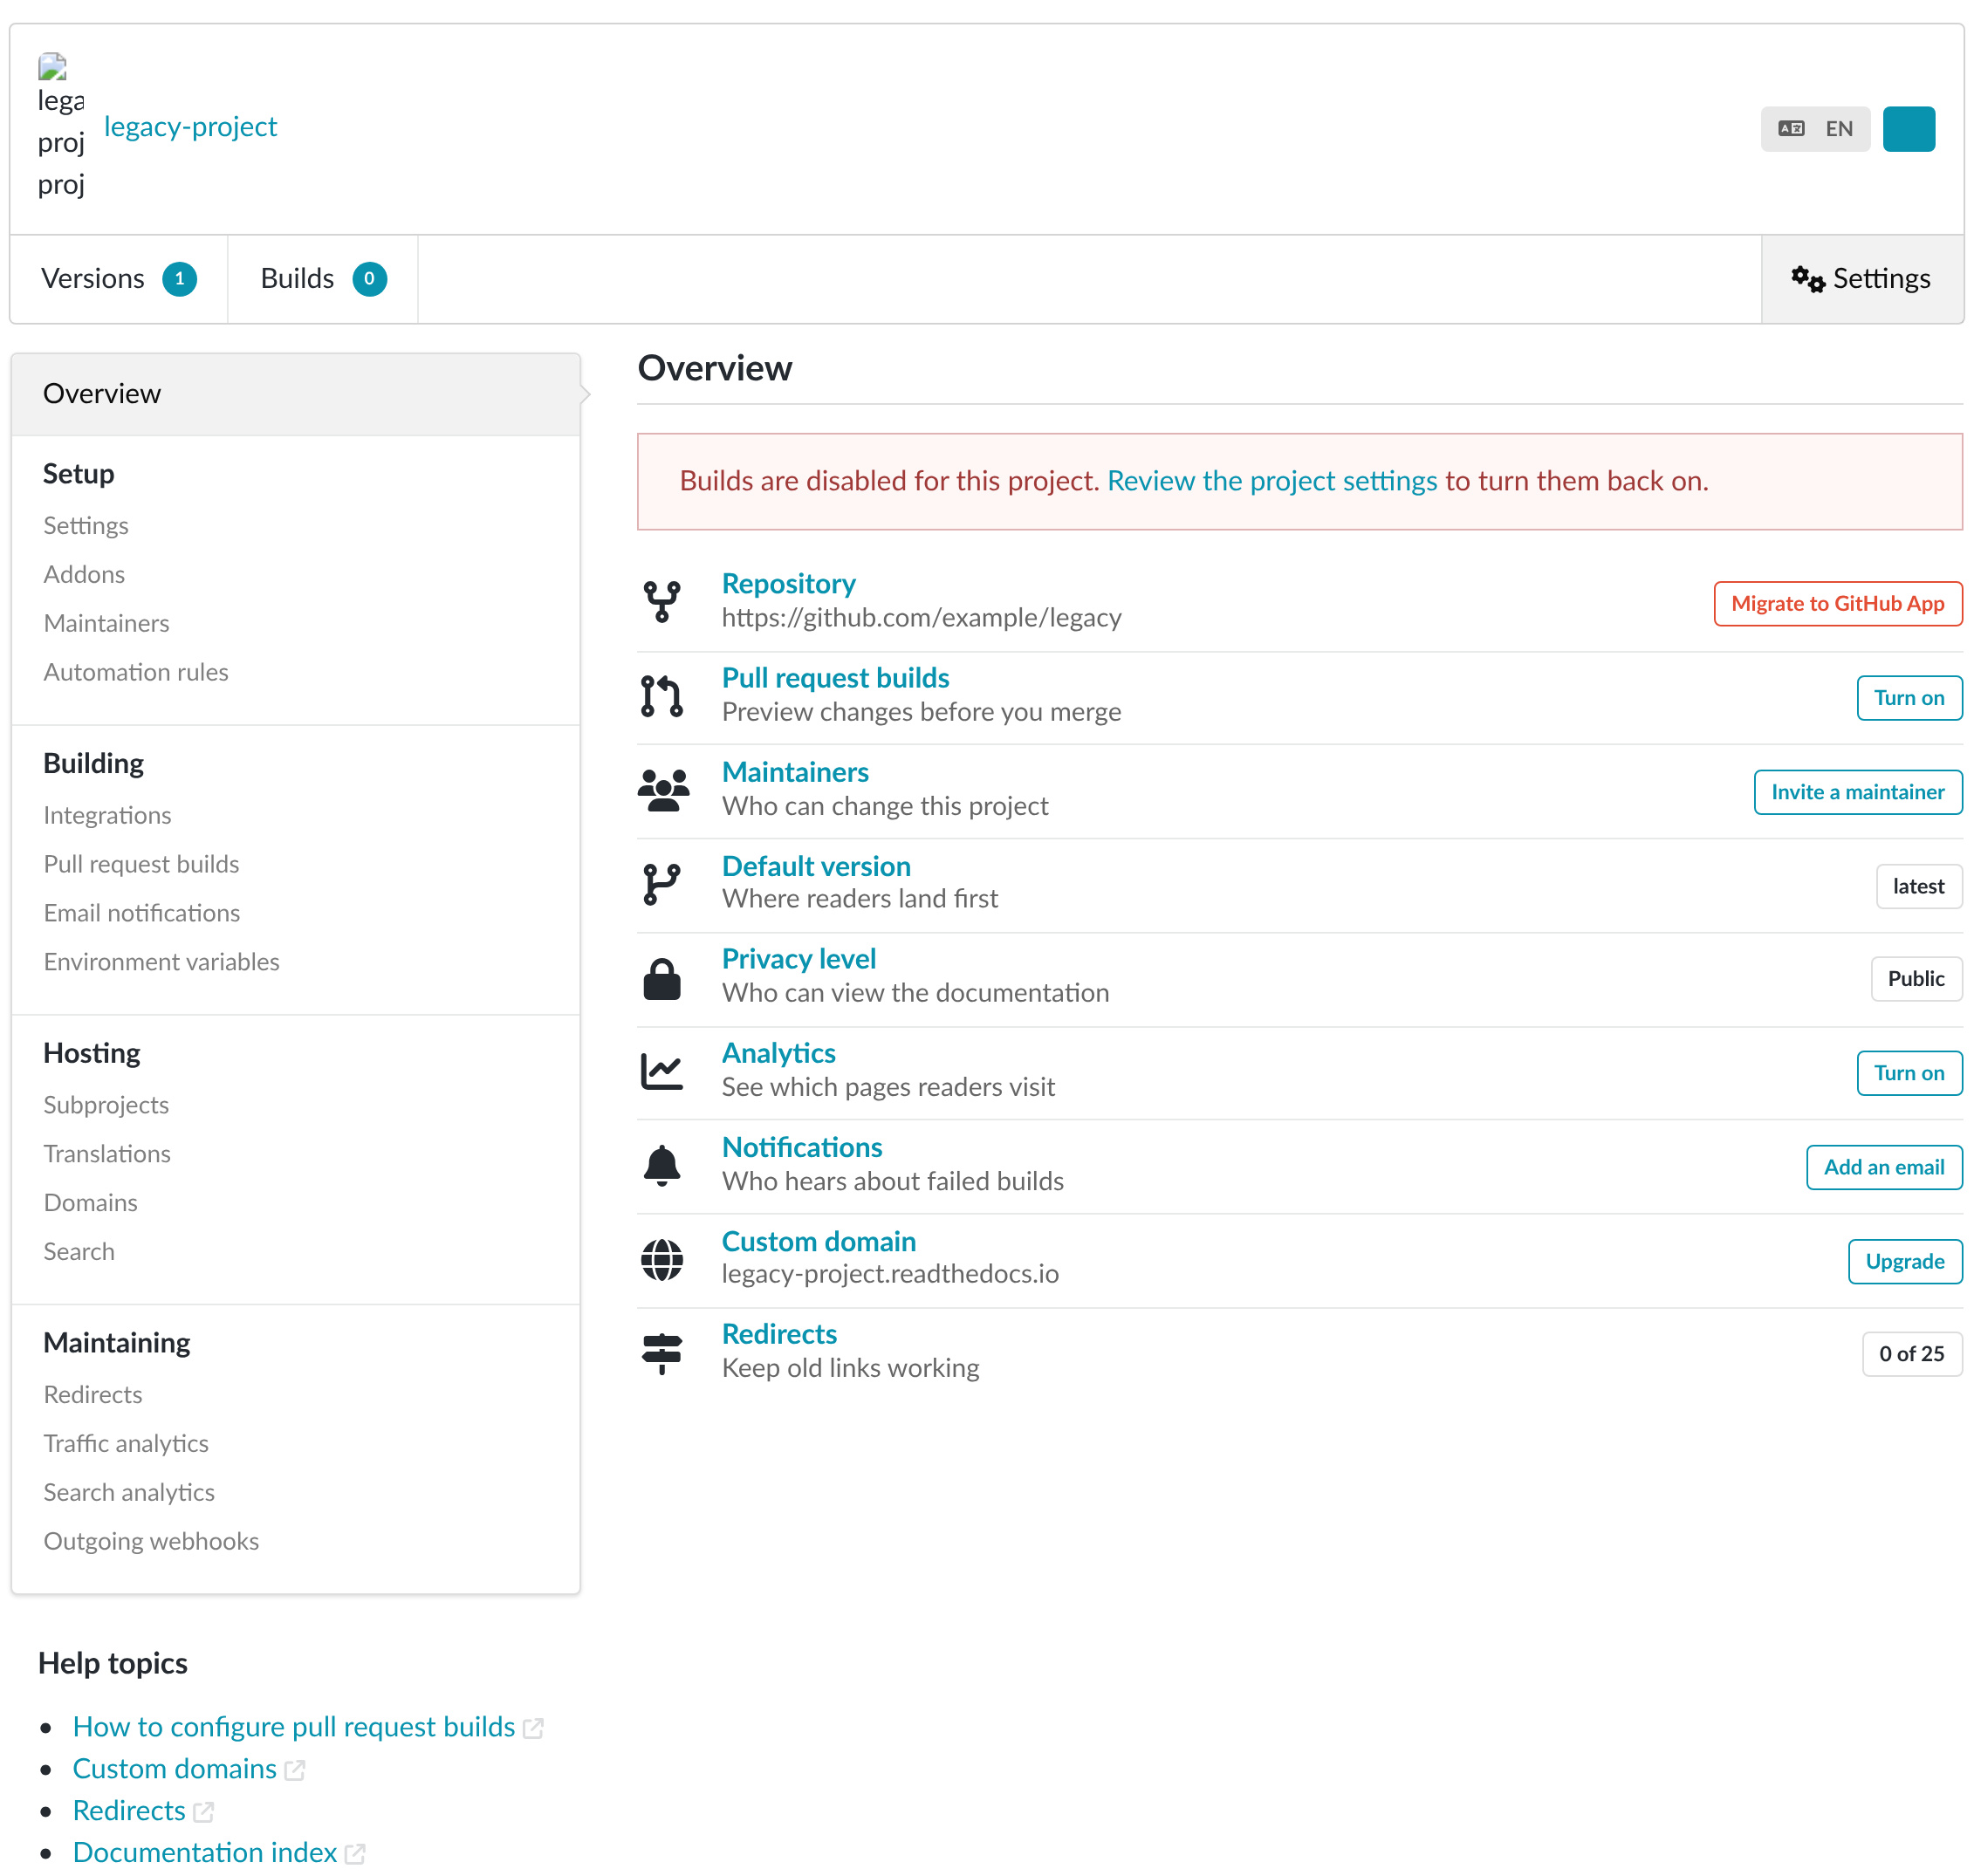 lega
proj
proj
legacy-project
EN
Versions 1
Builds 0
Settings
Overview
Setup
Settings
Addons
Maintainers
Automation rules
Building
Integrations
Pull request builds
Email notifications
Environment variables
Hosting
Subprojects
Translations
Domains
Search
Maintaining
Redirects
Traffic analytics
Search analytics
Outgoing webhooks
Help topics
How to configure pull request builds
Custom domains
Redirects
Documentation index
Overview
Builds are disabled for this project. Review the project settings to turn them back on.
Repository
https://github.com/example/legacy
Migrate to GitHub App
Pull request builds
Preview changes before you merge
Turn on
Maintainers
Who can change this project
Invite a maintainer
Default version
Where readers land first
latest
Privacy level
Who can view the documentation
Public
Analytics
See which pages readers visit
Turn on
Notifications
Who hears about failed builds
Add an email
Custom domain
legacy-project.readthedocs.io
Upgrade
Redirects
Keep old links working
0 of 25